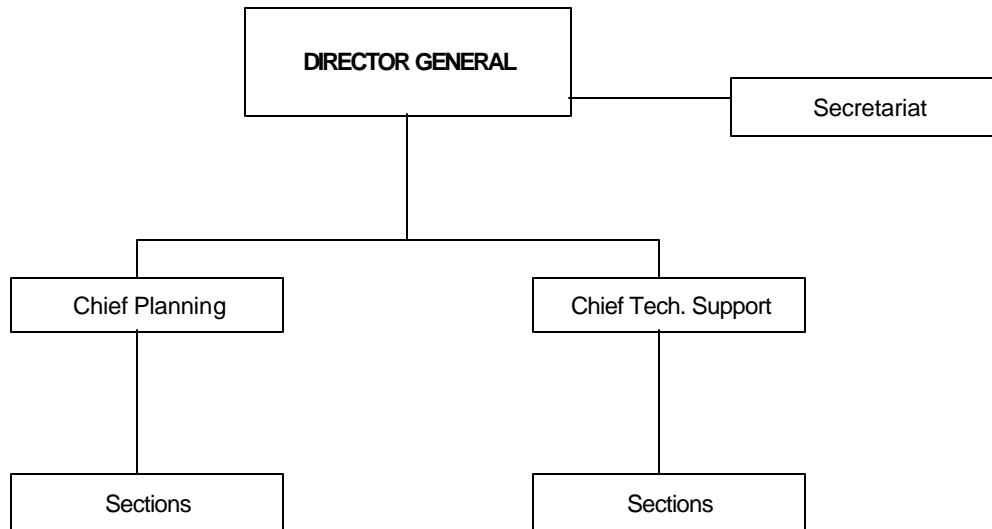 DIRECTOR GENERAL
Secretariat
Chief Planning
Chief Tech. Support
Sections
Sections